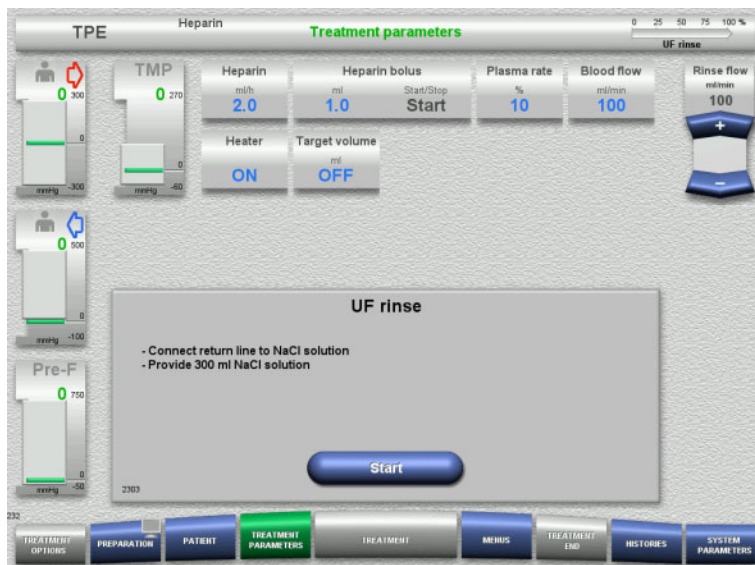 TPE
Heparin
Treatment parameters
0 25 50 75 100 %
UF rinse
0 300
0
mmHg -300
TMP
0 270
0
mmHg -60
Heparin
ml/h
2.0
Heparin bolus
ml Start/Stop
1.0 Start
Plasma rate
%
10
Blood flow
ml/min
100
Rinse flow
ml/min
100
+
−
Heater
ON
Target volume
ml
OFF
0 500
0
mmHg -100
Pre-F
0 750
0
mmHg -50
UF rinse
- Connect return line to NaCl solution
- Provide 300 ml NaCl solution
Start
2303
232
TREATMENT OPTIONS
PREPARATION
PATIENT
TREATMENT PARAMETERS
TREATMENT
MENUS
TREATMENT END
HISTORIES
SYSTEM PARAMETERS